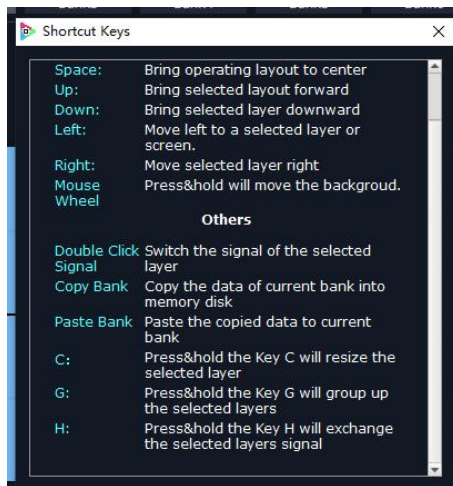 Shortcut Keys
Space: Bring operating layout to center
Up: Bring selected layout forward
Down: Bring selected layer downward
Left: Move left to a selected layer or
screen.
Right: Move selected layer right
Mouse Press&hold will move the backgroud.
Wheel
Others
Double Click Switch the signal of the selected
Signal layer
Copy Bank Copy the data of current bank into
memory disk
Paste Bank Paste the copied data to current
bank
C: Press&hold the Key C will resize the
selected layer
G: Press&hold the Key G will group up
the selected layers
H: Press&hold the Key H will exchange
the selected layers signal